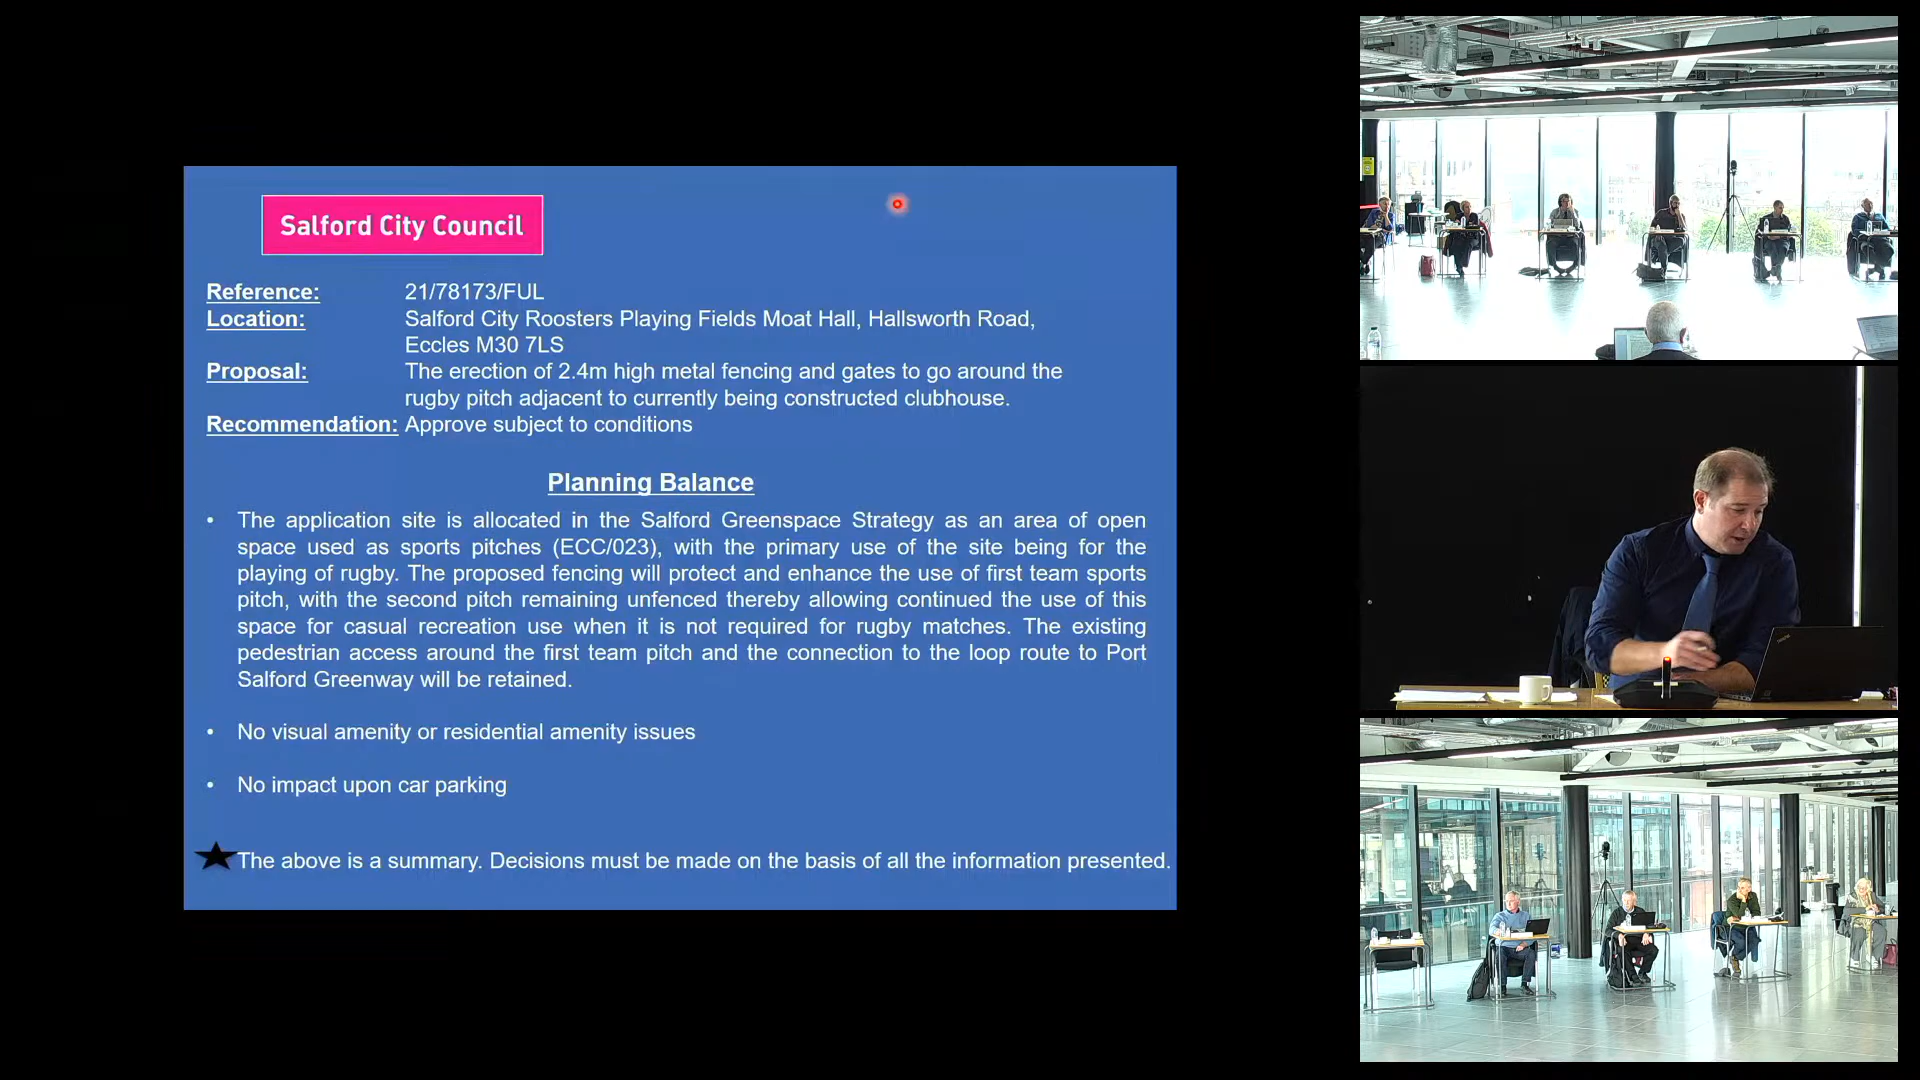 Salford City Council
Reference: 21/78173/FUL
Location: Salford City Roosters Playing Fields Moat Hall, Hallsworth Road,
Eccles M30 7LS
Proposal: The erection of 2.4m high metal fencing and gates to go around the
rugby pitch adjacent to currently being constructed clubhouse.
Recommendation: Approve subject to conditions
Planning Balance
• The application site is allocated in the Salford Greenspace Strategy as an area of open
space used as sports pitches (ECC/023), with the primary use of the site being for the
playing of rugby. The proposed fencing will protect and enhance the use of first team sports
pitch, with the second pitch remaining unfenced thereby allowing continued the use of this
space for casual recreation use when it is not required for rugby matches. The existing
pedestrian access around the first team pitch and the connection to the loop route to Port
Salford Greenway will be retained.
• No visual amenity or residential amenity issues
• No impact upon car parking
★ The above is a summary. Decisions must be made on the basis of all the information presented.